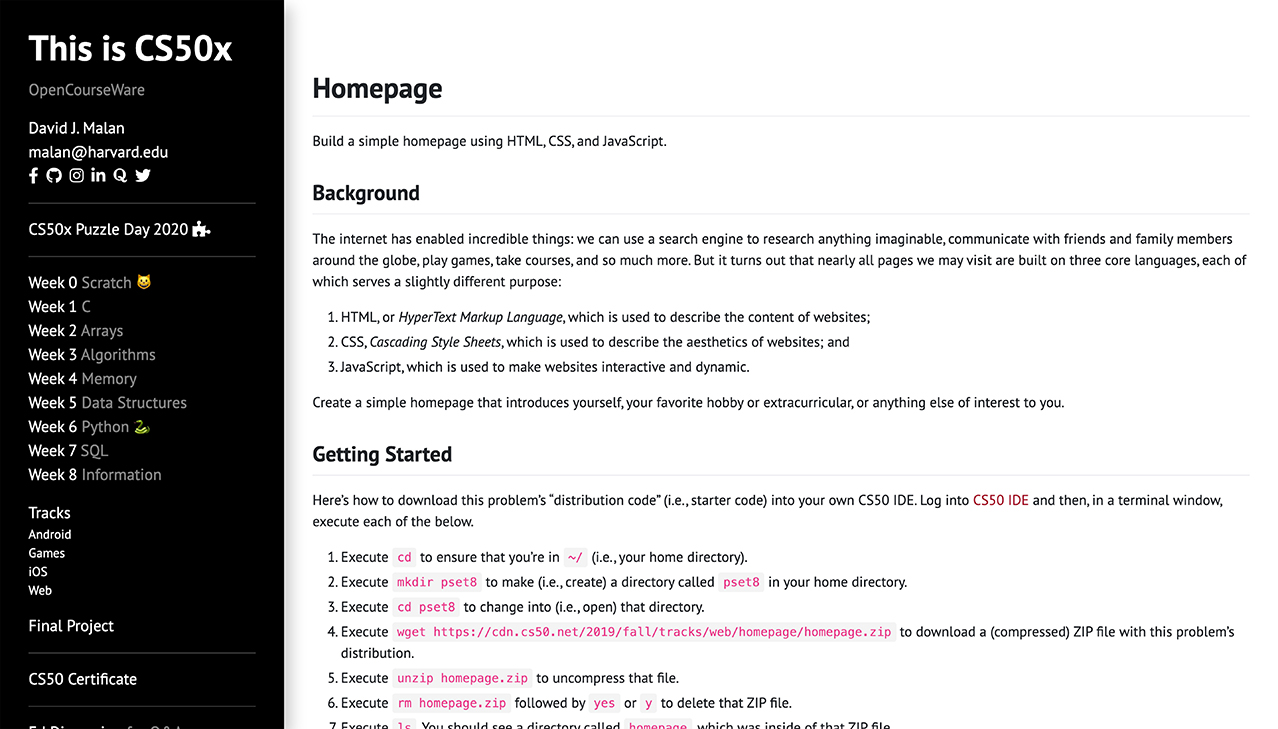 This is CS50x
OpenCourseWare
David J. Malan
malan@harvard.edu
CS50x Puzzle Day 2020
Week 0 Scratch
Week 1 C
Week 2 Arrays
Week 3 Algorithms
Week 4 Memory
Week 5 Data Structures
Week 6 Python
Week 7 SQL
Week 8 Information
Tracks
Android
Games
iOS
Web
Final Project
CS50 Certificate
Ed Discussion for Q&A
Homepage
Build a simple homepage using HTML, CSS, and JavaScript.
Background
The internet has enabled incredible things: we can use a search engine to research anything imaginable, communicate with friends and family members
around the globe, play games, take courses, and so much more. But it turns out that nearly all pages we may visit are built on three core languages, each of
which serves a slightly different purpose:
1. HTML, or HyperText Markup Language, which is used to describe the content of websites;
2. CSS, Cascading Style Sheets, which is used to describe the aesthetics of websites; and
3. JavaScript, which is used to make websites interactive and dynamic.
Create a simple homepage that introduces yourself, your favorite hobby or extracurricular, or anything else of interest to you.
Getting Started
Here’s how to download this problem’s “distribution code” (i.e., starter code) into your own CS50 IDE. Log into CS50 IDE and then, in a terminal window,
execute each of the below.
1. Execute cd to ensure that you’re in ~/ (i.e., your home directory).
2. Execute mkdir pset8 to make (i.e., create) a directory called pset8 in your home directory.
3. Execute cd pset8 to change into (i.e., open) that directory.
4. Execute wget https://cdn.cs50.net/2019/fall/tracks/web/homepage/homepage.zip to download a (compressed) ZIP file with this problem’s
distribution.
5. Execute unzip homepage.zip to uncompress that file.
6. Execute rm homepage.zip followed by yes or y to delete that ZIP file.
7. Execute ls. You should see a directory called homepage, which was inside of that ZIP file.